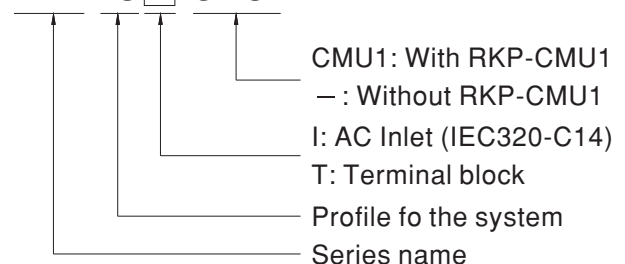 CMU1: With RKP-CMU1
– : Without RKP-CMU1
I: AC Inlet (IEC320-C14)
T: Terminal block
Profile fo the system
Series name